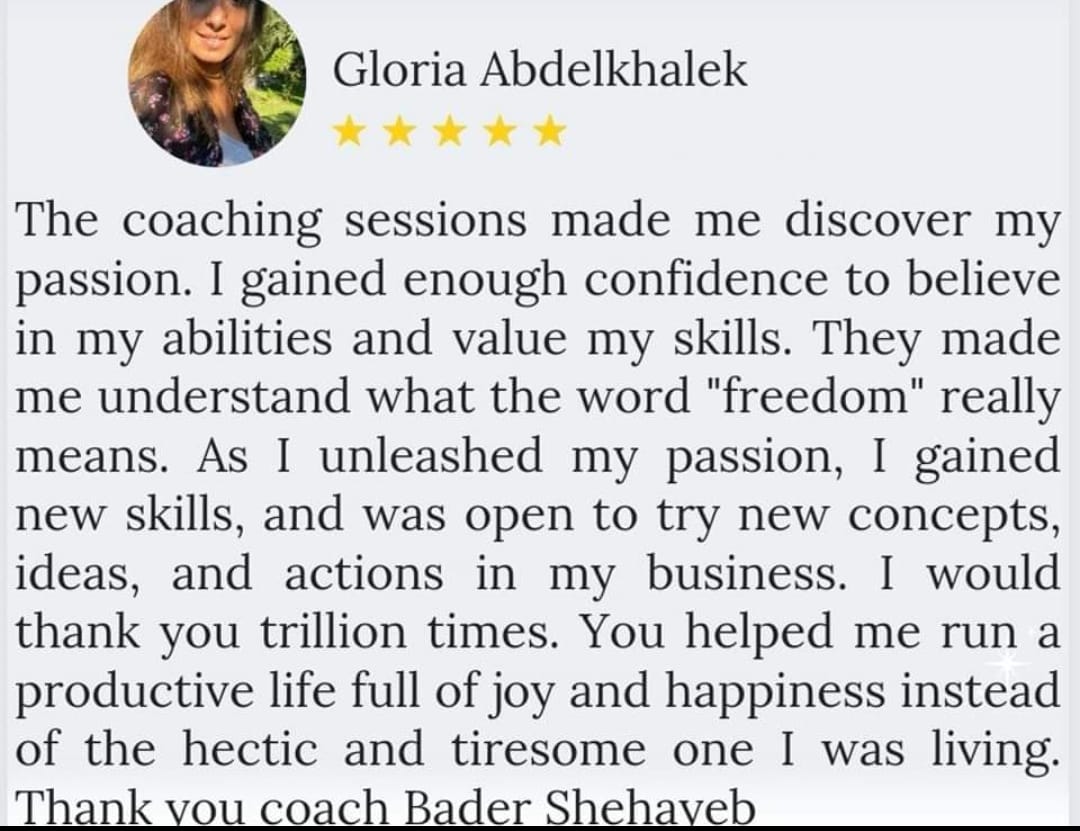 Gloria Abdelkhalek
The coaching sessions made me discover my
passion. I gained enough confidence to believe
in my abilities and value my skills. They made
me understand what the word "freedom" really
means. As I unleashed my passion, I gained
new skills, and was open to try new concepts,
ideas, and actions in my business. I would
thank you trillion times. You helped me run a
productive life full of joy and happiness instead
of the hectic and tiresome one I was living.
Thank you coach Bader Shehayeb